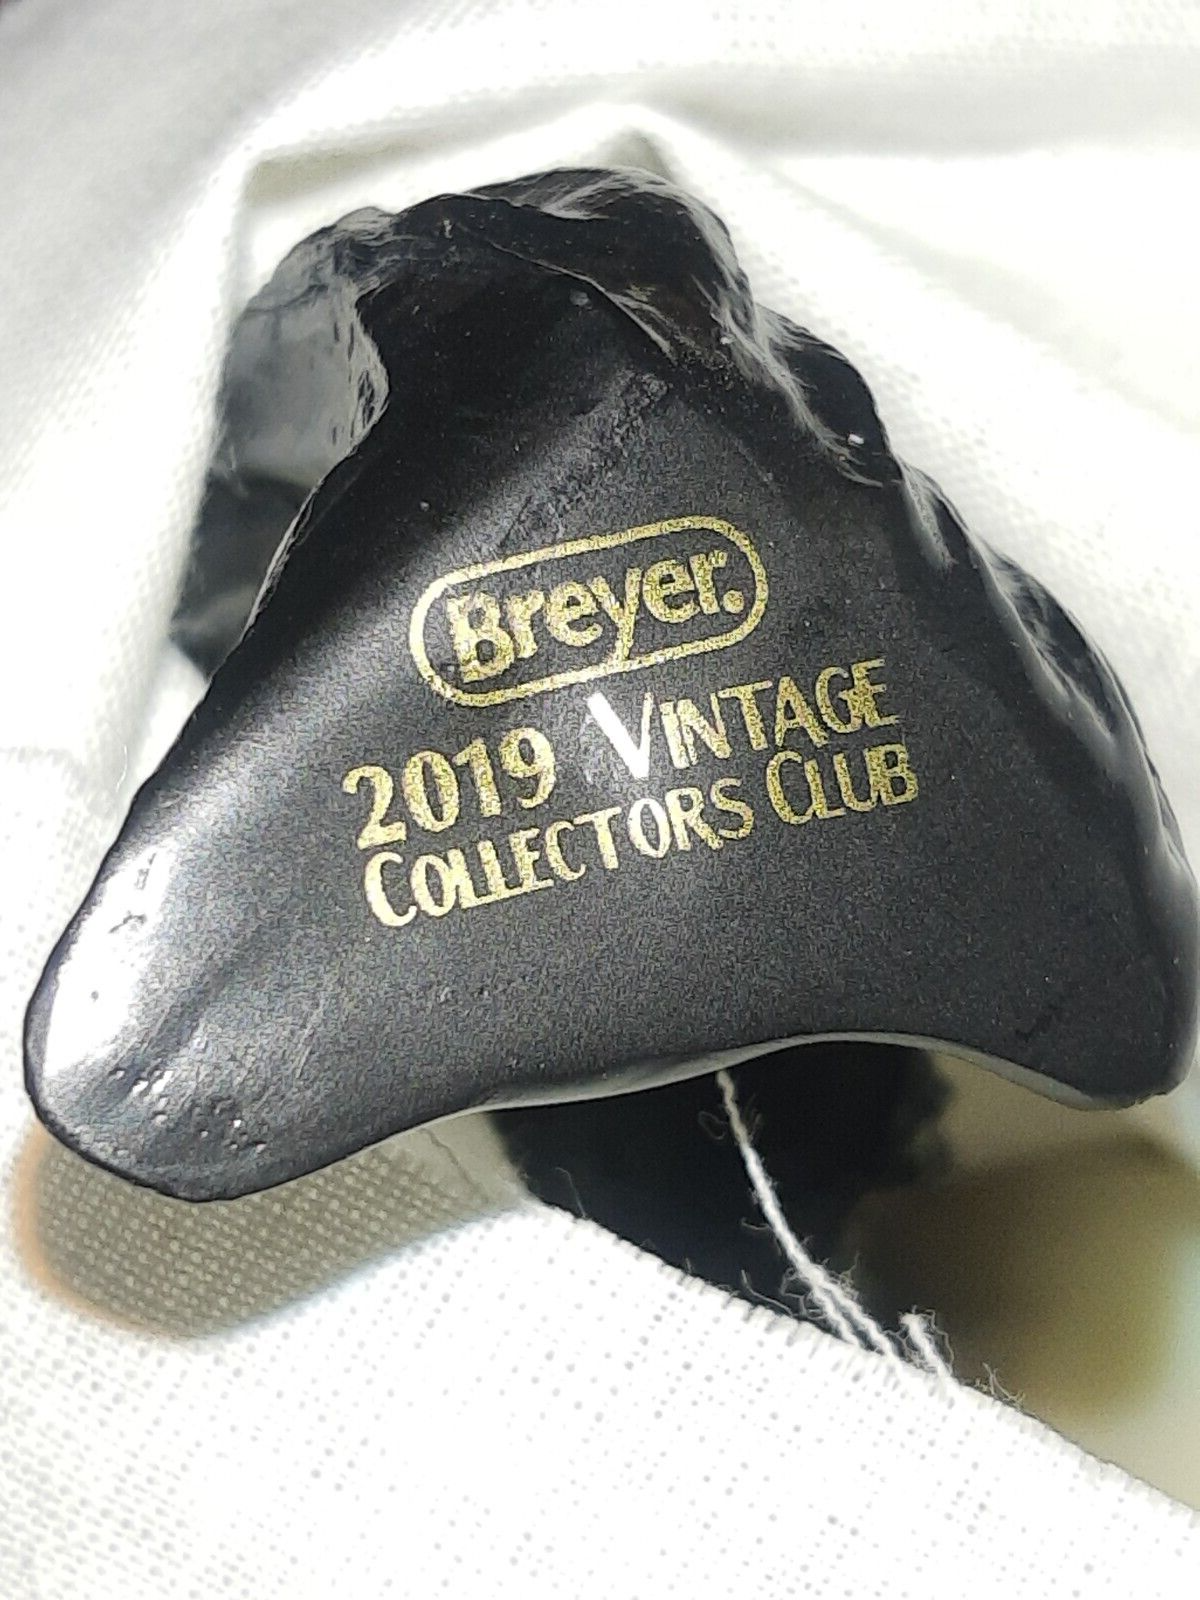 Breyer.
2019 VINTAGE
COLLECTORS CLUB